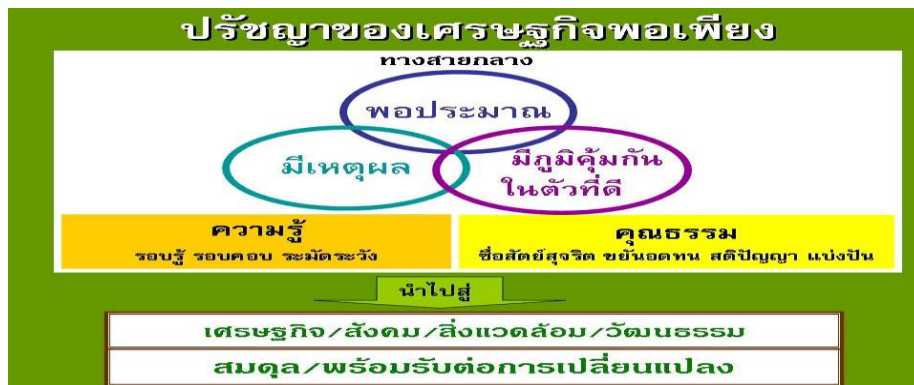 ปรัชญาของเศรษฐกิจพอเพียง
ทางสายกลาง
พอประมาณ
มีเหตุผล
มีภูมิคุ้มกัน
ในตัวที่ดี
ความรู้
รอบรู้ รอบคอบ ระมัดระวัง
คุณธรรม
ซื่อสัตย์สุจริต ขยันอดทน สติปัญญา แบ่งปัน
นำไปสู่
เศรษฐกิจ/สังคม/สิ่งแวดล้อม/วัฒนธรรม
สมดุล/พร้อมรับต่อการเปลี่ยนแปลง